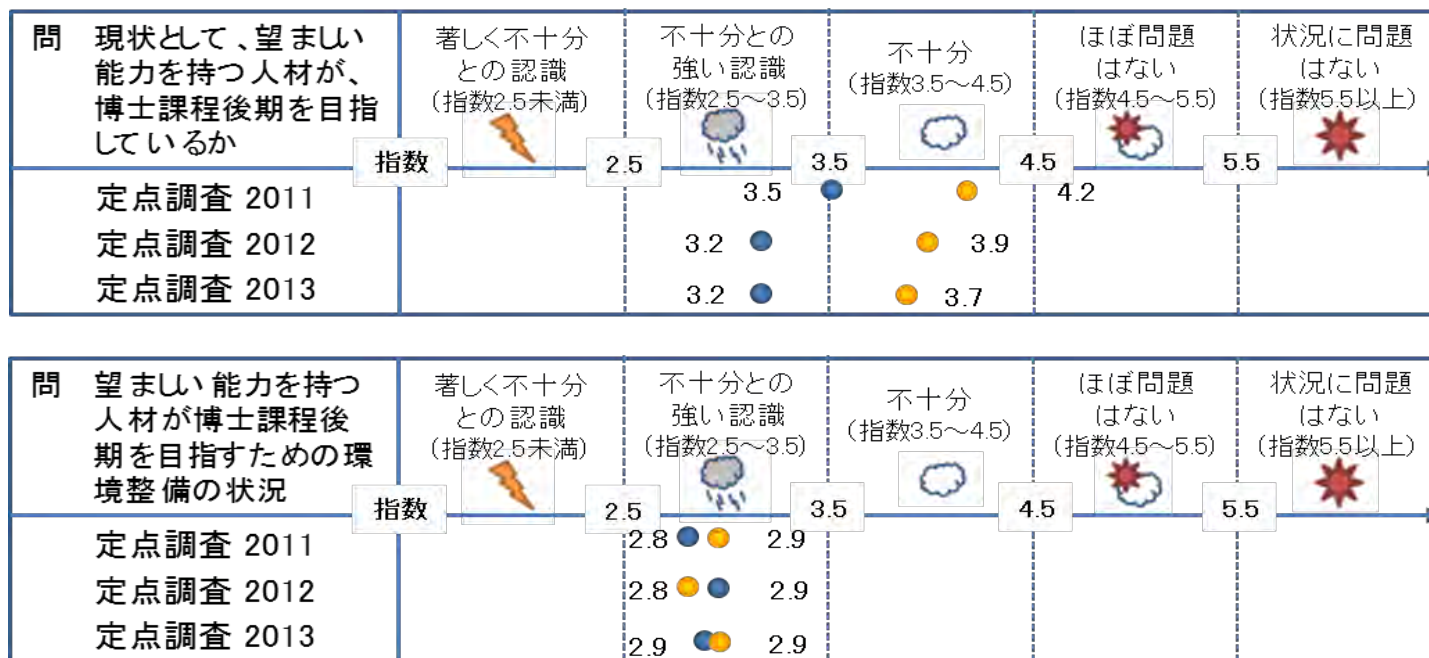 問 現状として、望ましい
能力を持つ人材が、
博士課程後期を目指
しているか
著しく不十分
との認識
(指数2.5未満)
不十分との
強い認識
(指数2.5～3.5)
不十分
(指数3.5～4.5)
ほぼ問題
はない
(指数4.5～5.5)
状況に問題
はない
(指数5.5以上)
指数
2.5
3.5
4.5
5.5
定点調査 2011
3.5
4.2
定点調査 2012
3.2
3.9
定点調査 2013
3.2
3.7
問 望ましい能力を持つ
人材が博士課程後
期を目指すための環
境整備の状況
著しく不十分
との認識
(指数2.5未満)
不十分との
強い認識
(指数2.5～3.5)
不十分
(指数3.5～4.5)
ほぼ問題
はない
(指数4.5～5.5)
状況に問題
はない
(指数5.5以上)
指数
2.5
3.5
4.5
5.5
定点調査 2011
2.8
2.9
定点調査 2012
2.8
2.9
定点調査 2013
2.9
2.9